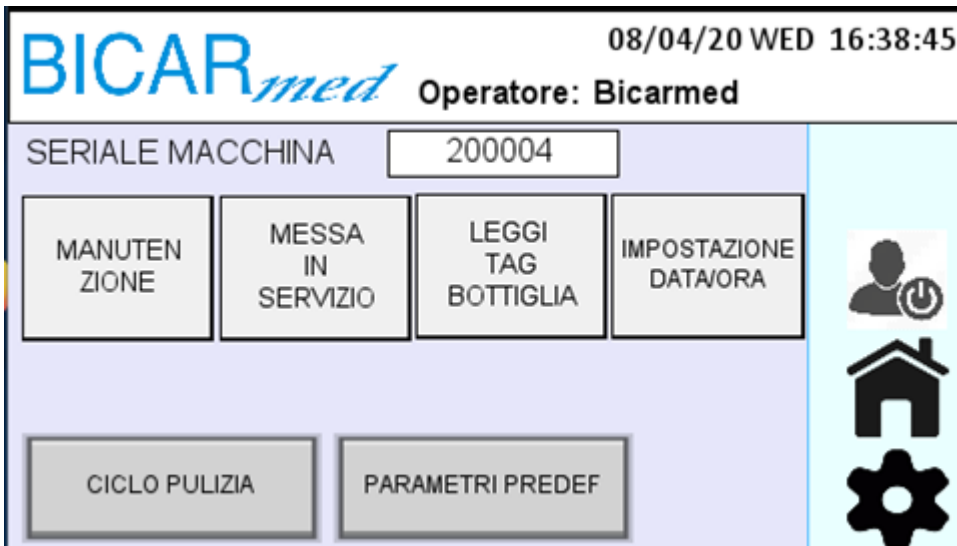 BICARmed
08/04/20 WED 16:38:45
Operatore: Bicarmed
SERIALE MACCHINA 200004
MANUTEN
ZIONE
MESSA
IN
SERVIZIO
LEGGI
TAG
BOTTIGLIA
IMPOSTAZIONE
DATA/ORA
CICLO PULIZIA
PARAMETRI PREDEF